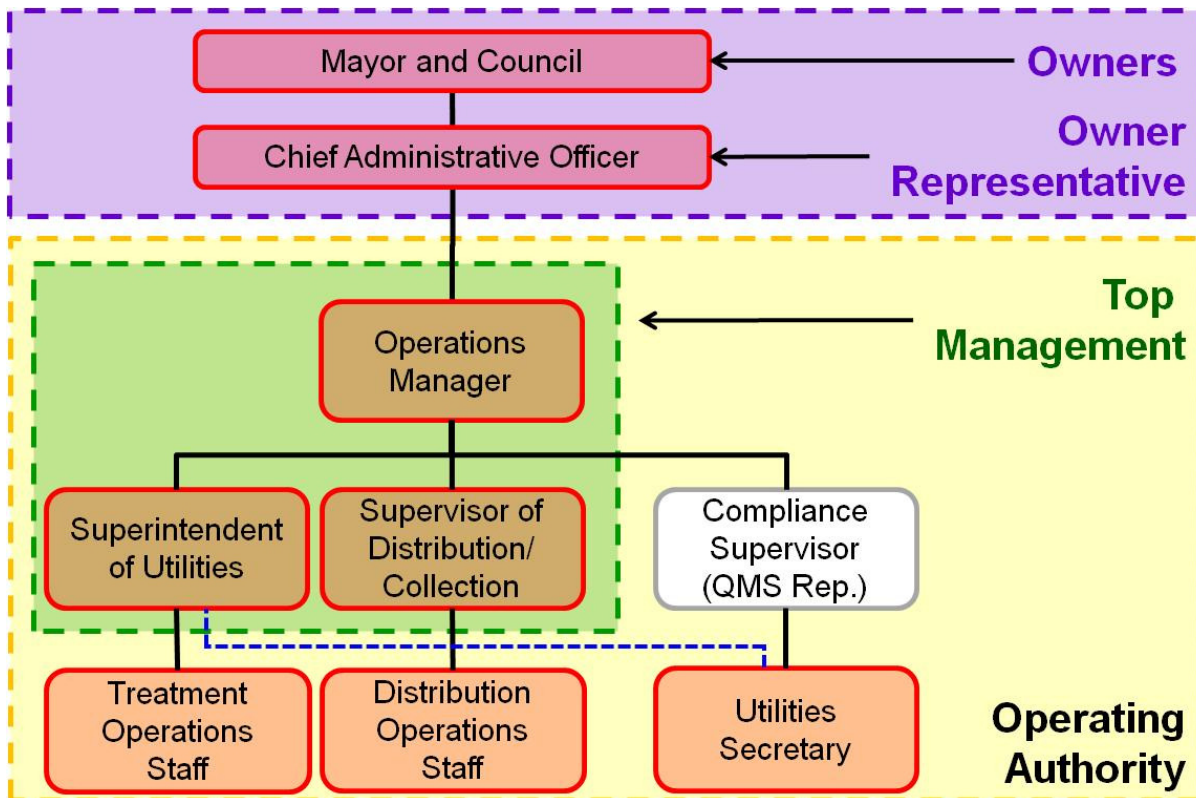 Mayor and Council
Owners
Chief Administrative Officer
Owner
Representative
Operations
Manager
Top
Management
Superintendent
of Utilities
Supervisor of
Distribution/
Collection
Compliance
Supervisor
(QMS Rep.)
Treatment
Operations
Staff
Distribution
Operations
Staff
Utilities
Secretary
Operating
Authority